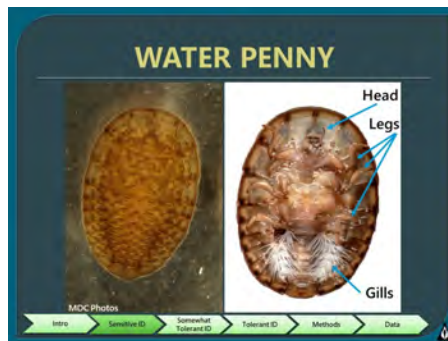 WATER PENNY
Head
Legs
Gills
MDC Photos
Intro
Sensitive ID
Somewhat
Tolerant ID
Tolerant ID
Methods
Data